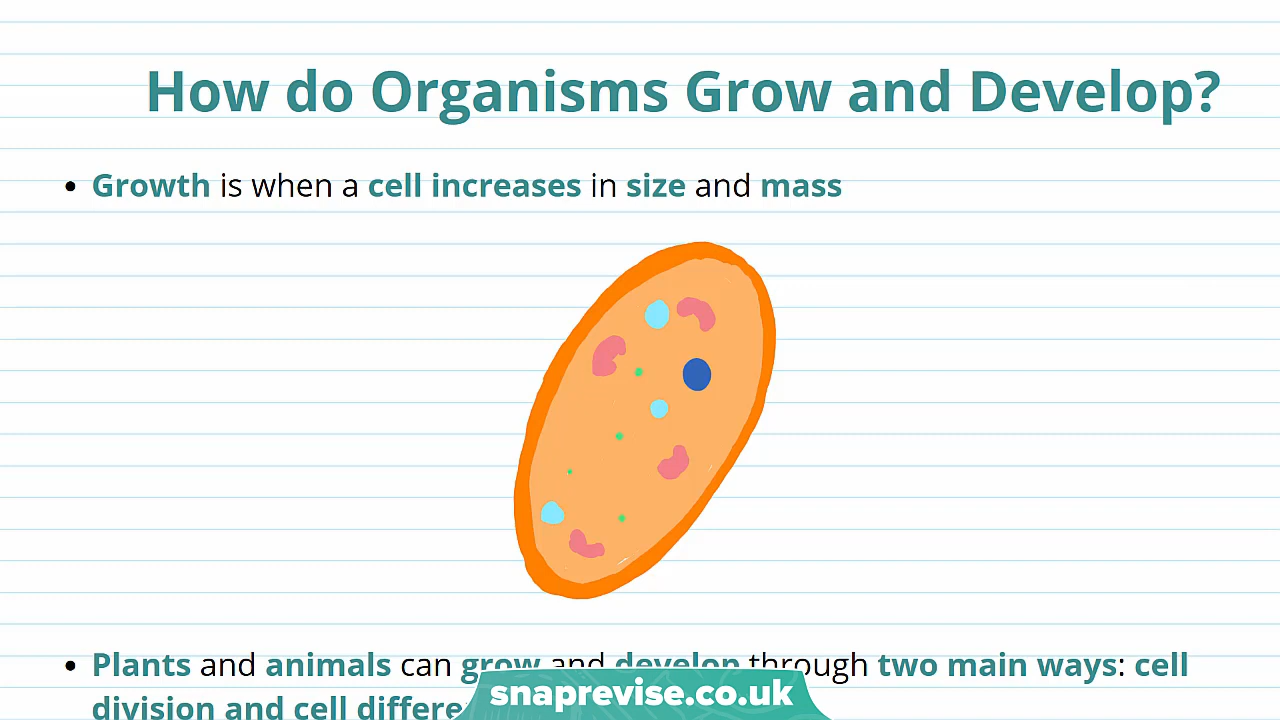 How do Organisms Grow and Develop?
• Growth is when a cell increases in size and mass
• Plants and animals can grow and develop through two main ways: cell
division and cell
snaprevise.co.uk